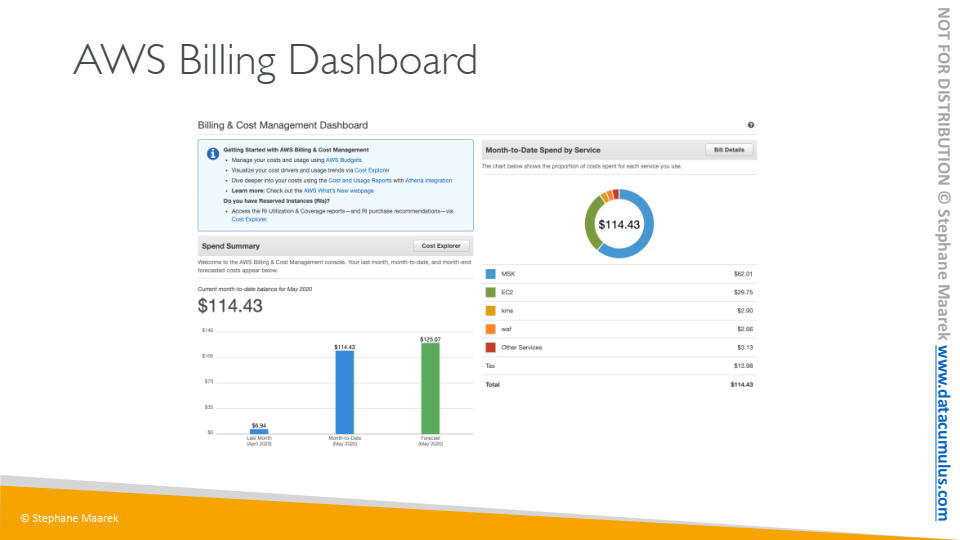 AWS Billing Dashboard
Billing & Cost Management Dashboard
Getting Started with AWS Billing & Cost Management
• Manage your costs and usage using AWS Budgets
• Visualize your cost drivers and usage trends via Cost Explorer
• Dive deeper into your costs using the Cost and Usage Reports with Athena integration
• Learn more: Check out the AWS What's New webpage
Do you have Reserved Instances (RIs)?
• Access the RI Utilization & Coverage reports—and RI purchase recommendations—via
Cost Explorer.
Spend Summary
Cost Explorer
Welcome to the AWS Billing & Cost Management console. Your last month, month-to-date, and month-end
forecasted costs appear below.
Current month-to-date balance for May 2020
$114.43
$140
$105
$70
$35
$0
$6.94
$114.43
$125.07
Last Month
(April 2020)
Month-to-Date
(May 2020)
Forecast
(May 2020)
Month-to-Date Spend by Service
Bill Details
The chart below shows the proportion of costs spent for each service you use.
$114.43
MSK $62.01
EC2 $29.75
kms $2.90
waf $2.66
Other Services $3.13
Tax $13.98
Total $114.43
© Stephane Maarek
NOT FOR DISTRIBUTION © Stephane Maarek www.datacumulus.com